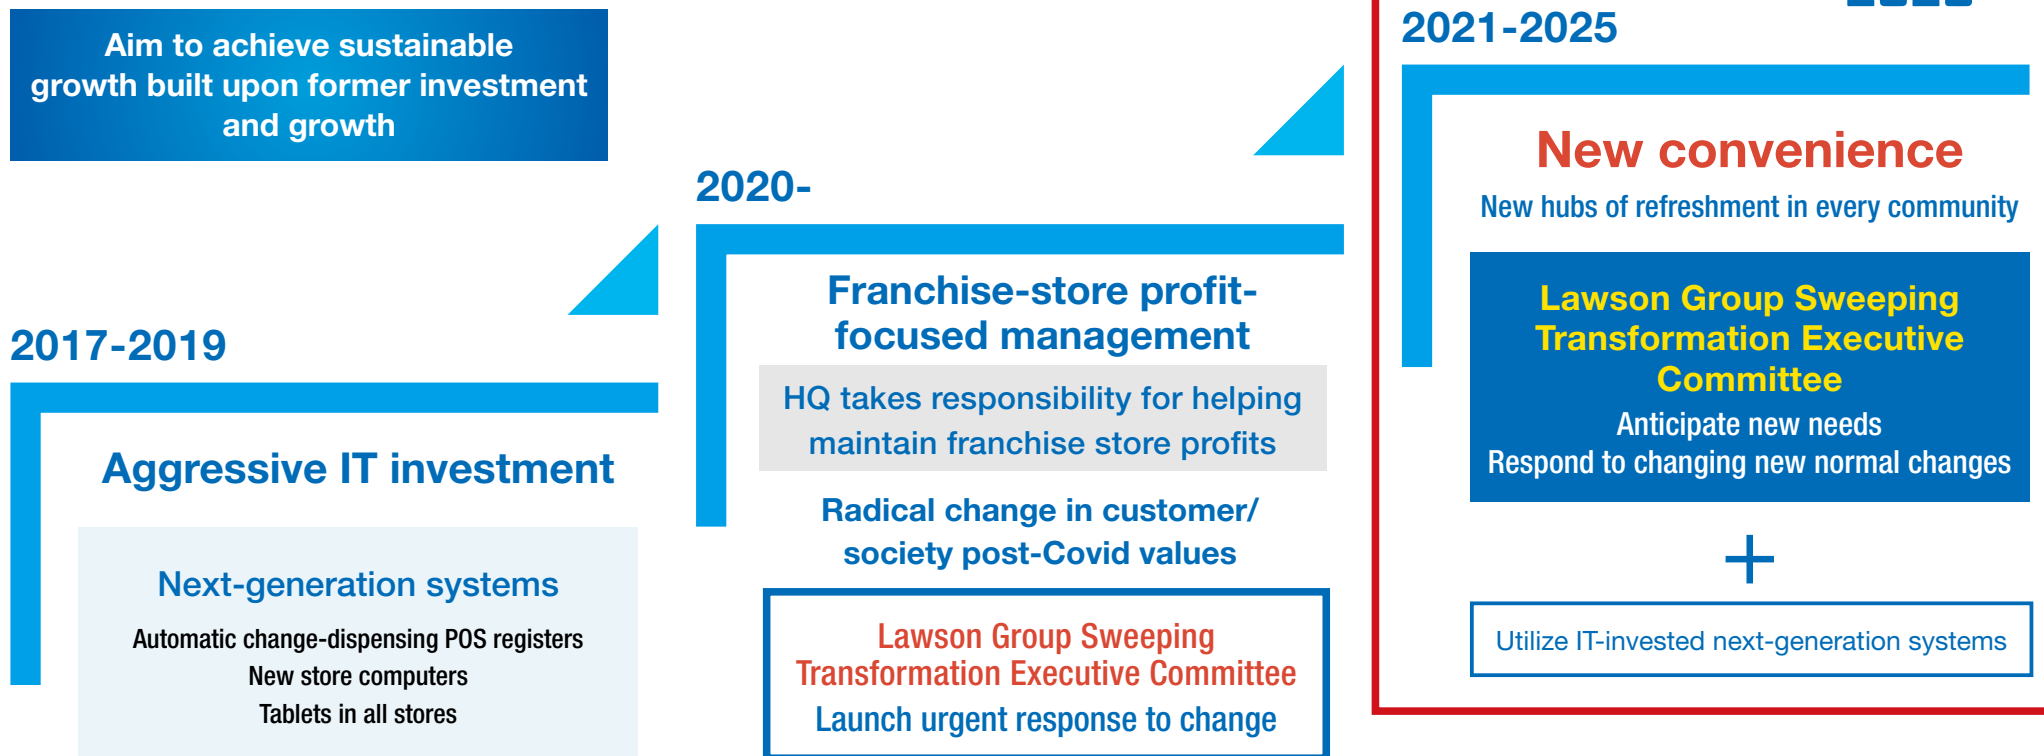 Aim to achieve sustainable
growth built upon former investment
and growth
2017-2019
Aggressive IT investment
Next-generation systems
Automatic change-dispensing POS registers
New store computers
Tablets in all stores
2020-
Franchise-store profit-
focused management
HQ takes responsibility for helping
maintain franchise store profits
Radical change in customer/
society post-Covid values
Lawson Group Sweeping
Transformation Executive Committee
Launch urgent response to change
2021-2025
New convenience
New hubs of refreshment in every community
Lawson Group Sweeping
Transformation Executive
Committee
Anticipate new needs
Respond to changing new normal changes
+
Utilize IT-invested next-generation systems